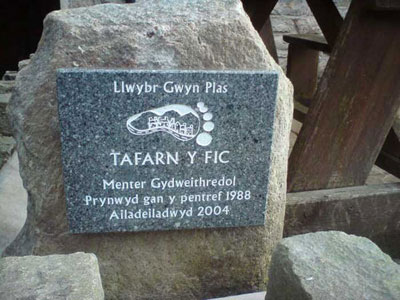 Llwybr Gwyn Plas
TAFARN Y FIC
Menter Gydweithredol
Prynwyd gan y pentref 1988
Ailadeiladwyd 2004